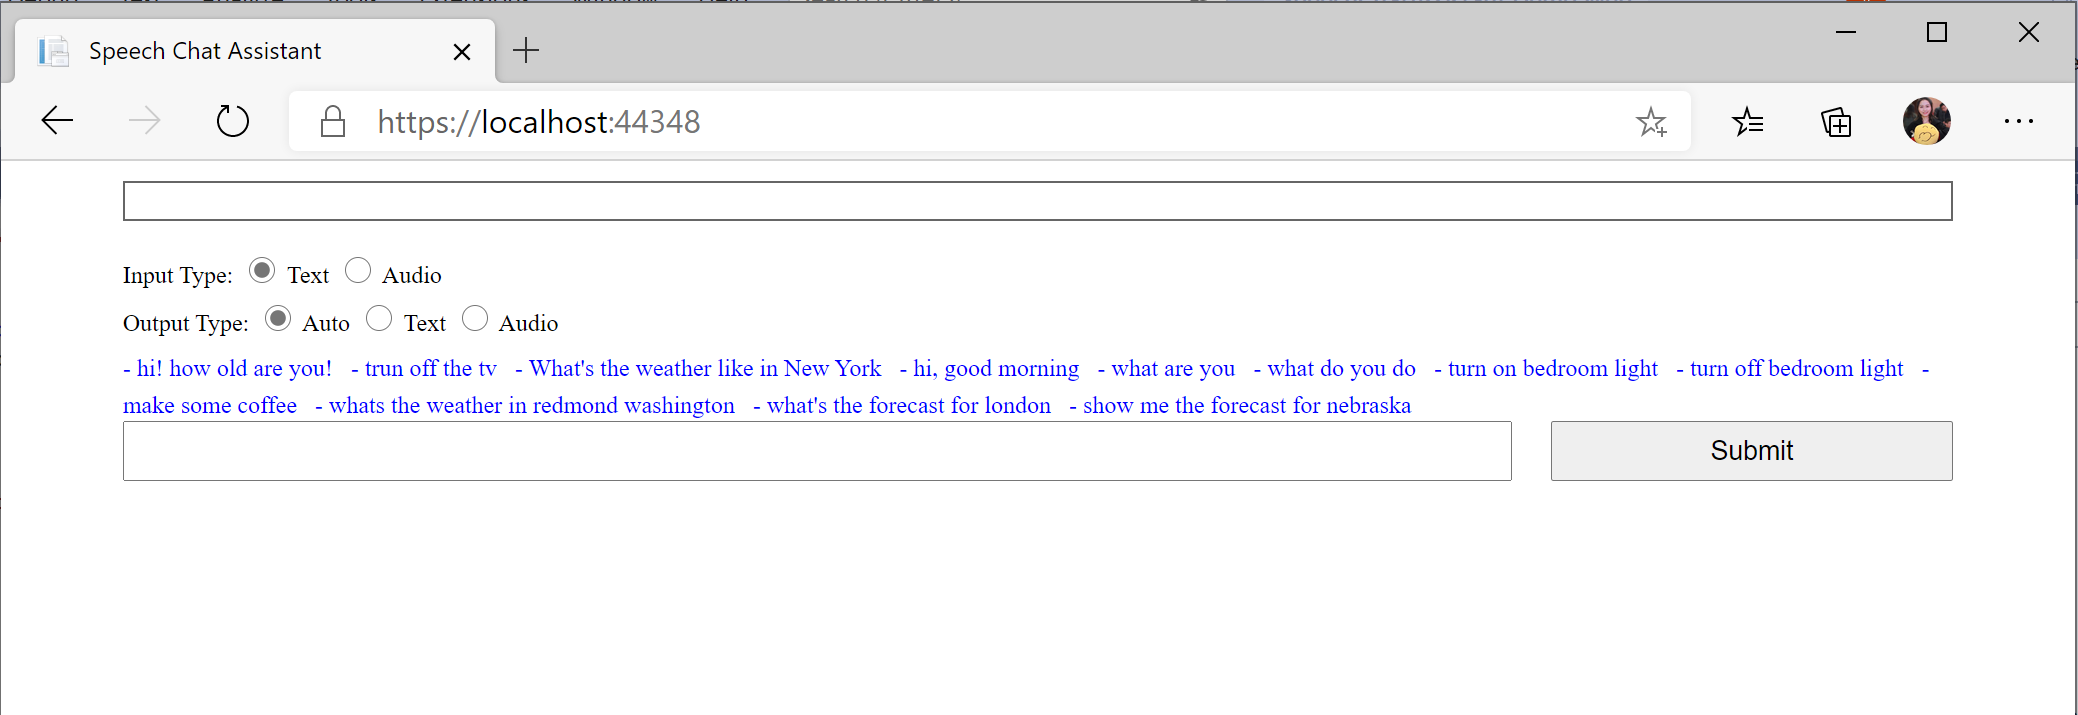 Speech Chat Assistant
https://localhost:44348
Input Type: Text Audio
Output Type: Auto Text Audio
- hi! how old are you! - trun off the tv - What's the weather like in New York - hi, good morning - what are you - what do you do - turn on bedroom light - turn off bedroom light -
make some coffee - whats the weather in redmond washington - what's the forecast for london - show me the forecast for nebraska
Submit